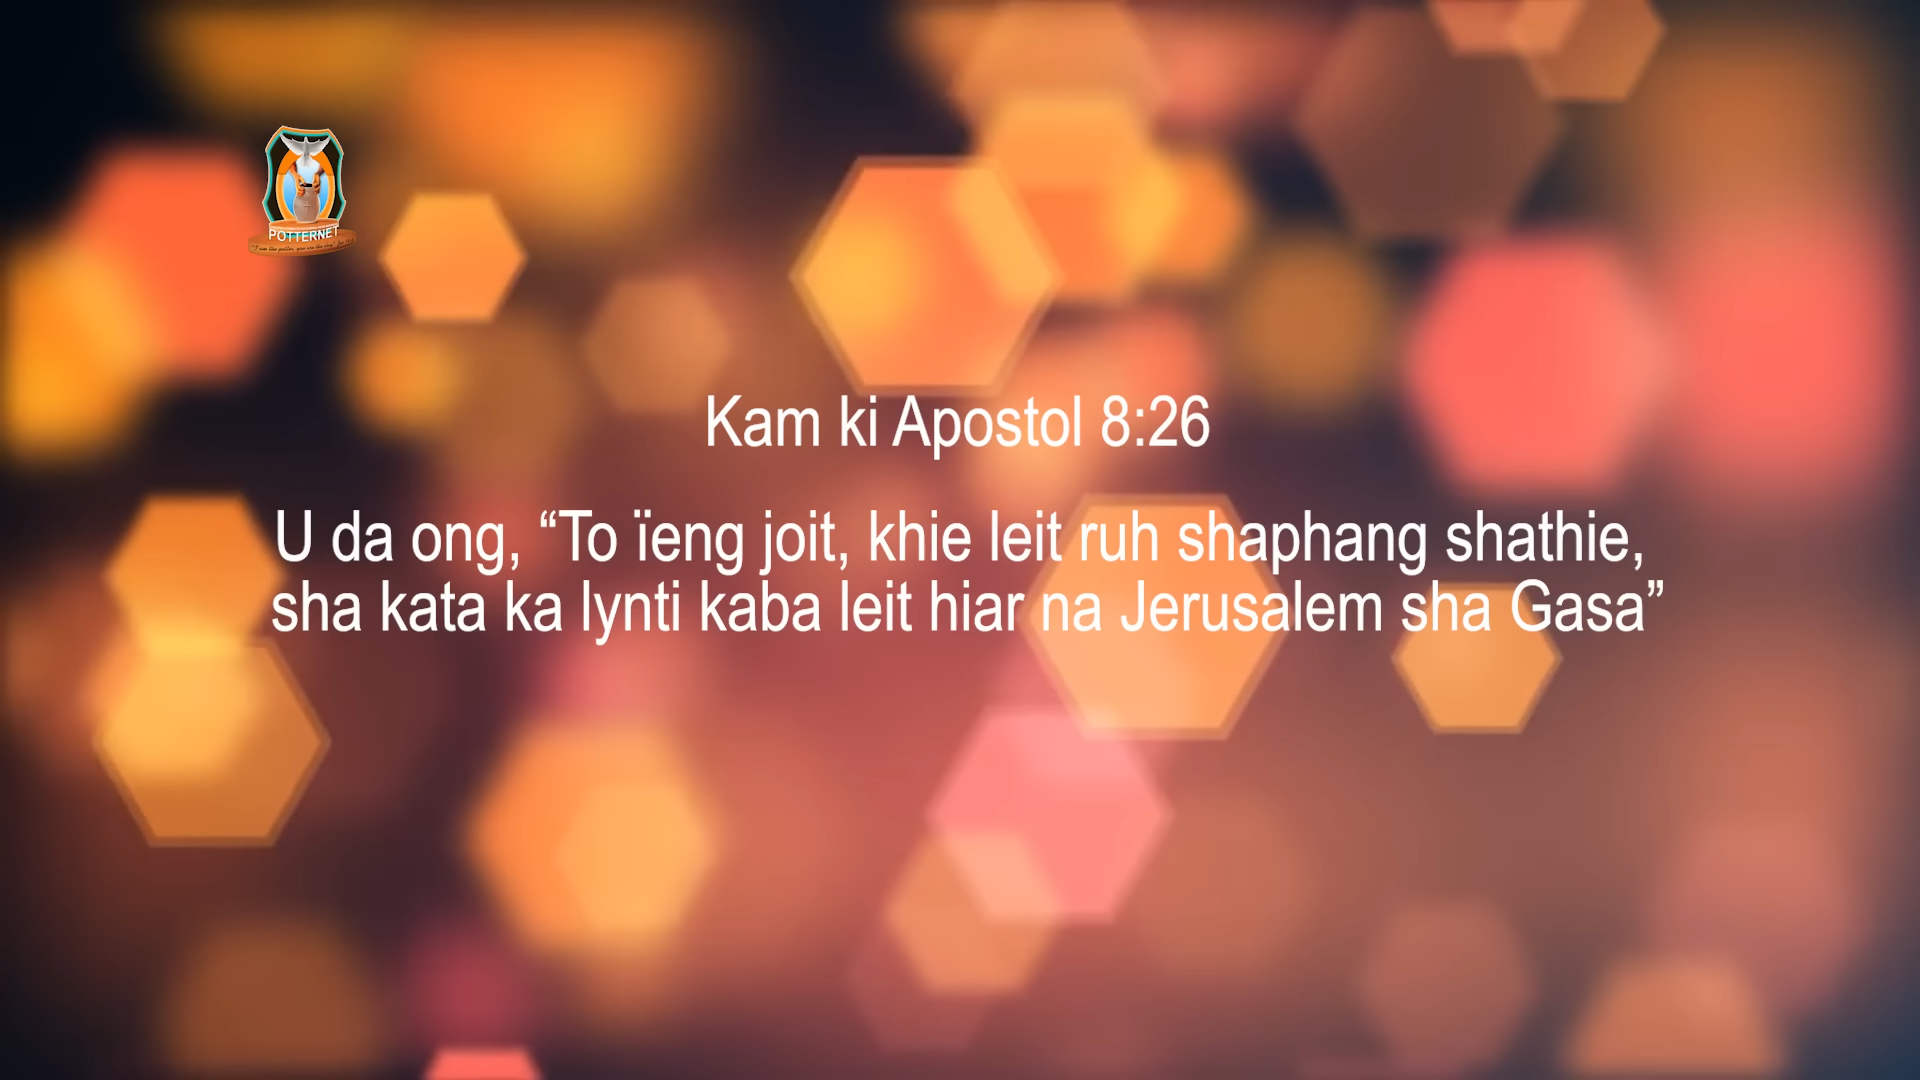 POTTERNET
Kam ki Apostol 8:26
U da ong, “To ïeng joit, khie leit ruh shaphang shathie,
sha kata ka lynti kaba leit hiar na Jerusalem sha Gasa”